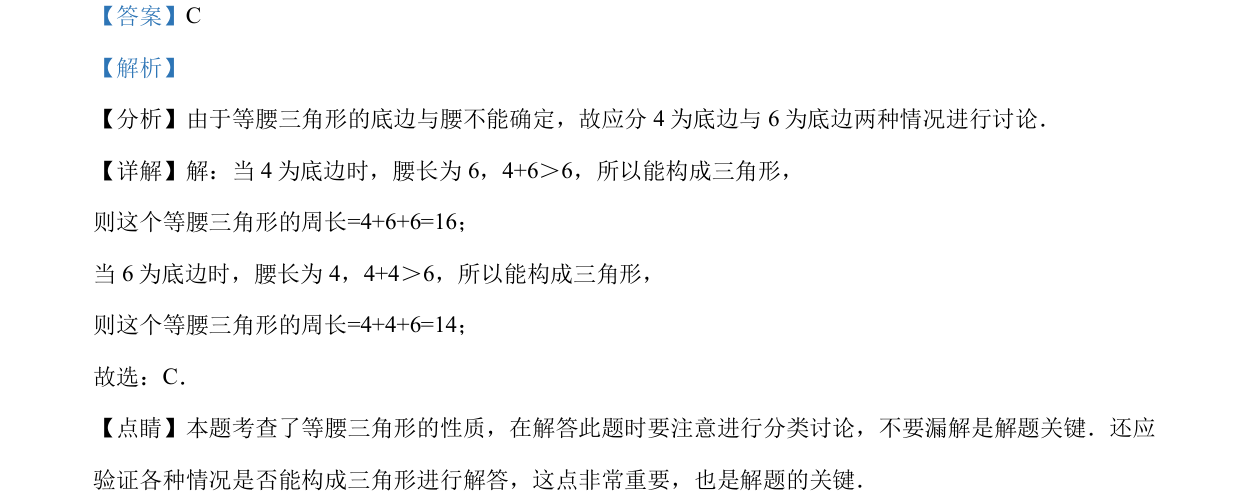 【答案】C
【解析】
【分析】由于等腰三角形的底边与腰不能确定，故应分 4 为底边与 6 为底边两种情况进行讨论．
【详解】解：当 4 为底边时，腰长为 6，4+6＞6，所以能构成三角形，
则这个等腰三角形的周长=4+6+6=16；
当 6 为底边时，腰长为 4，4+4＞6，所以能构成三角形，
则这个等腰三角形的周长=4+4+6=14；
故选：C．
【点睛】本题考查了等腰三角形的性质，在解答此题时要注意进行分类讨论，不要漏解是解题关键．还应
验证各种情况是否能构成三角形进行解答，这点非常重要，也是解题的关键．